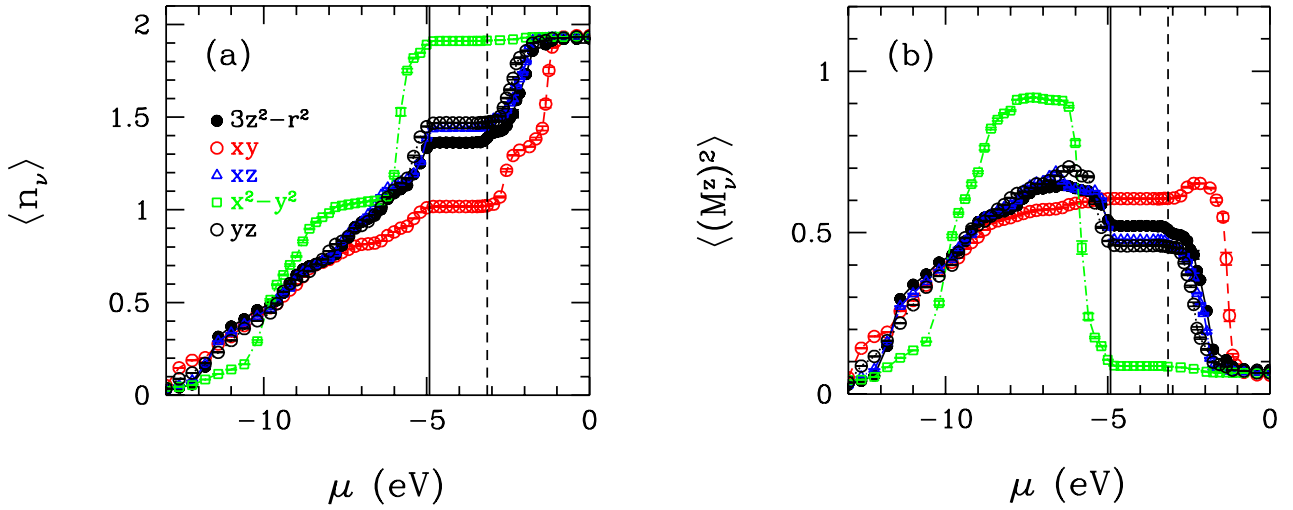 (a)
⟨n_ν⟩
2
1.5
1
0.5
0
3z²−r²
xy
xz
x²−y²
yz
−10
−5
0
μ (eV)
(b)
⟨(M_ν^z)²⟩
1
0.5
0
−10
−5
0
μ (eV)